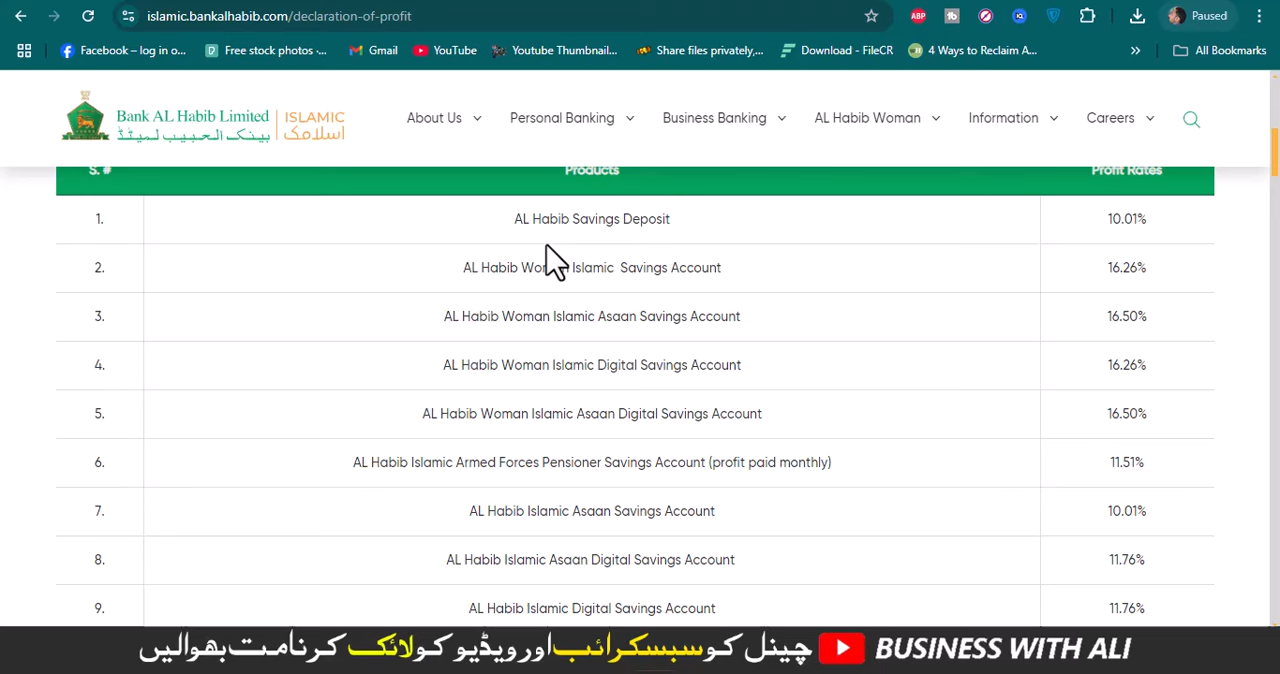 islamic.bankalhabib.com/declaration-of-profit
Paused
Facebook – log in o...
Free stock photos ·...
Gmail
YouTube
Youtube Thumbnail...
Share files privately,...
Download - FileCR
4 Ways to Reclaim A...
»
All Bookmarks
Bank AL Habib Limited
بینک الحبیب لمیٹڈ
ISLAMIC
اسلامک
About Us
Personal Banking
Business Banking
AL Habib Woman
Information
Careers
S. # Products Profit Rates
1. AL Habib Savings Deposit 10.01%
2. AL Habib Woman Islamic Savings Account 16.26%
3. AL Habib Woman Islamic Asaan Savings Account 16.50%
4. AL Habib Woman Islamic Digital Savings Account 16.26%
5. AL Habib Woman Islamic Asaan Digital Savings Account 16.50%
6. AL Habib Islamic Armed Forces Pensioner Savings Account (profit paid monthly) 11.51%
7. AL Habib Islamic Asaan Savings Account 10.01%
8. AL Habib Islamic Asaan Digital Savings Account 11.76%
9. AL Habib Islamic Digital Savings Account 11.76%
چینل کو سبسکرائب اور ویڈیو کو لائک کرنا مت بھولیں
BUSINESS WITH ALI